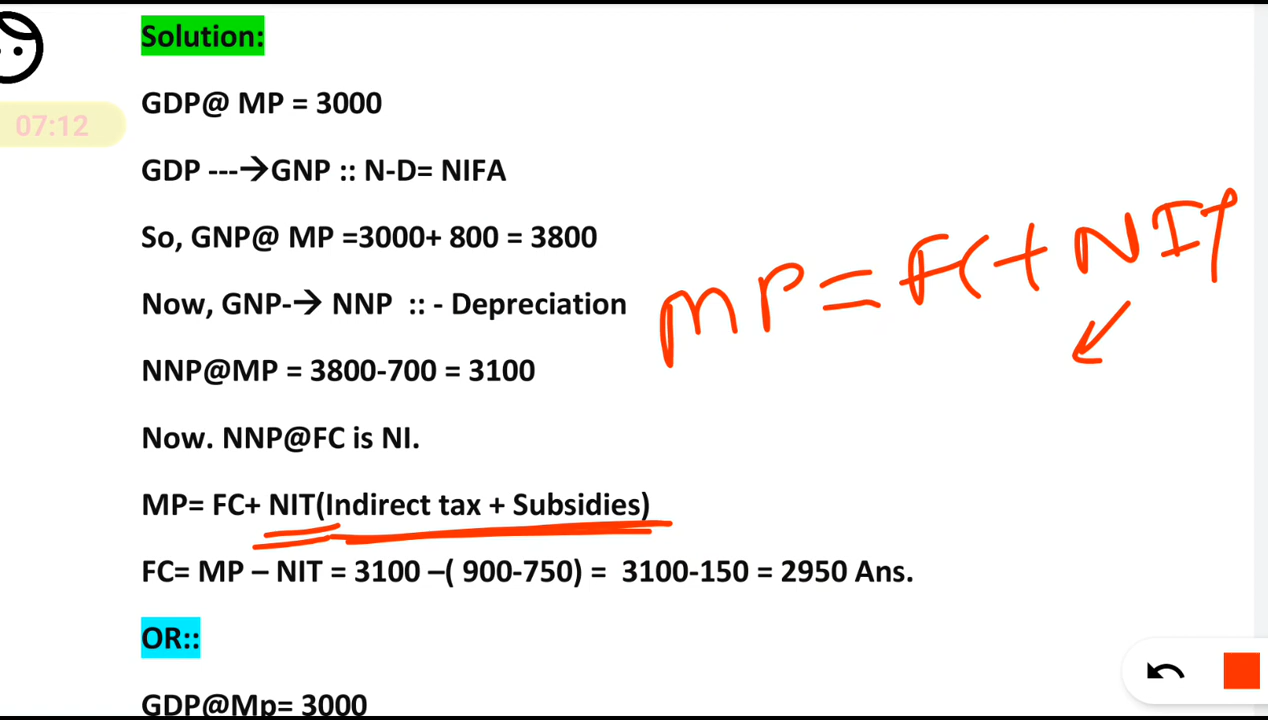 Solution:
07:12
GDP@ MP = 3000
GDP ---→GNP :: N-D= NIFA
So, GNP@ MP =3000+ 800 = 3800
MP = FC + NIT
Now, GNP-→ NNP :: - Depreciation
NNP@MP = 3800-700 = 3100
Now. NNP@FC is NI.
MP= FC+ NIT(Indirect tax + Subsidies)
FC= MP – NIT = 3100 –( 900-750) = 3100-150 = 2950 Ans.
OR::
GDP@Mp= 3000